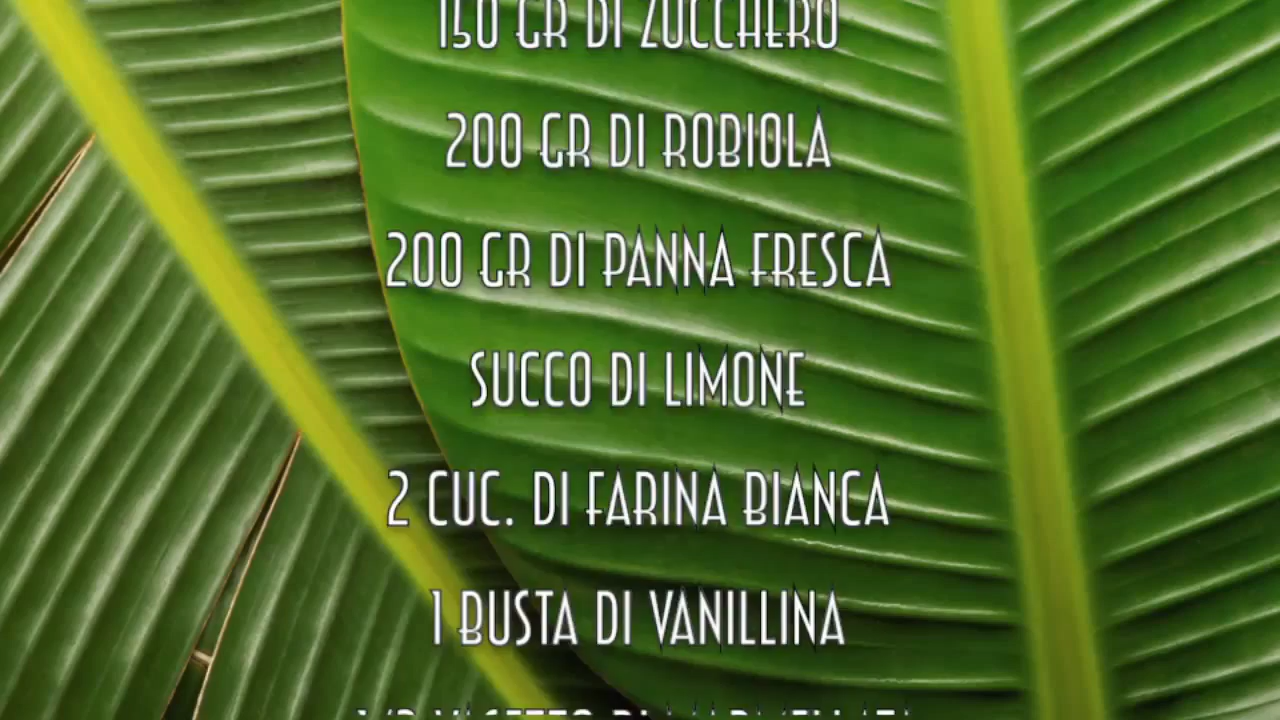 150 GR DI ZUCCHERO
200 GR DI ROBIOLA
200 GR DI PANNA FRESCA
SUCCO DI LIMONE
2 CUC. DI FARINA BIANCA
1 BUSTA DI VANILLINA